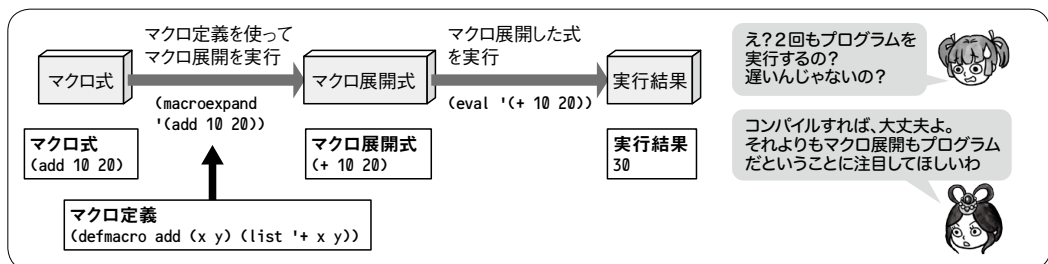 マクロ定義を使って
マクロ展開を実行
マクロ展開した式
を実行
マクロ式
マクロ展開式
実行結果
(macroexpand
'(add 10 20))
(eval '(+ 10 20))
マクロ式
(add 10 20)
マクロ展開式
(+ 10 20)
実行結果
30
マクロ定義
(defmacro add (x y) (list '+ x y))
え?2回もプログラムを
実行するの?
遅いんじゃないの?
コンパイルすれば、大丈夫よ。
それよりもマクロ展開もプログラム
だということに注目してほしいわ